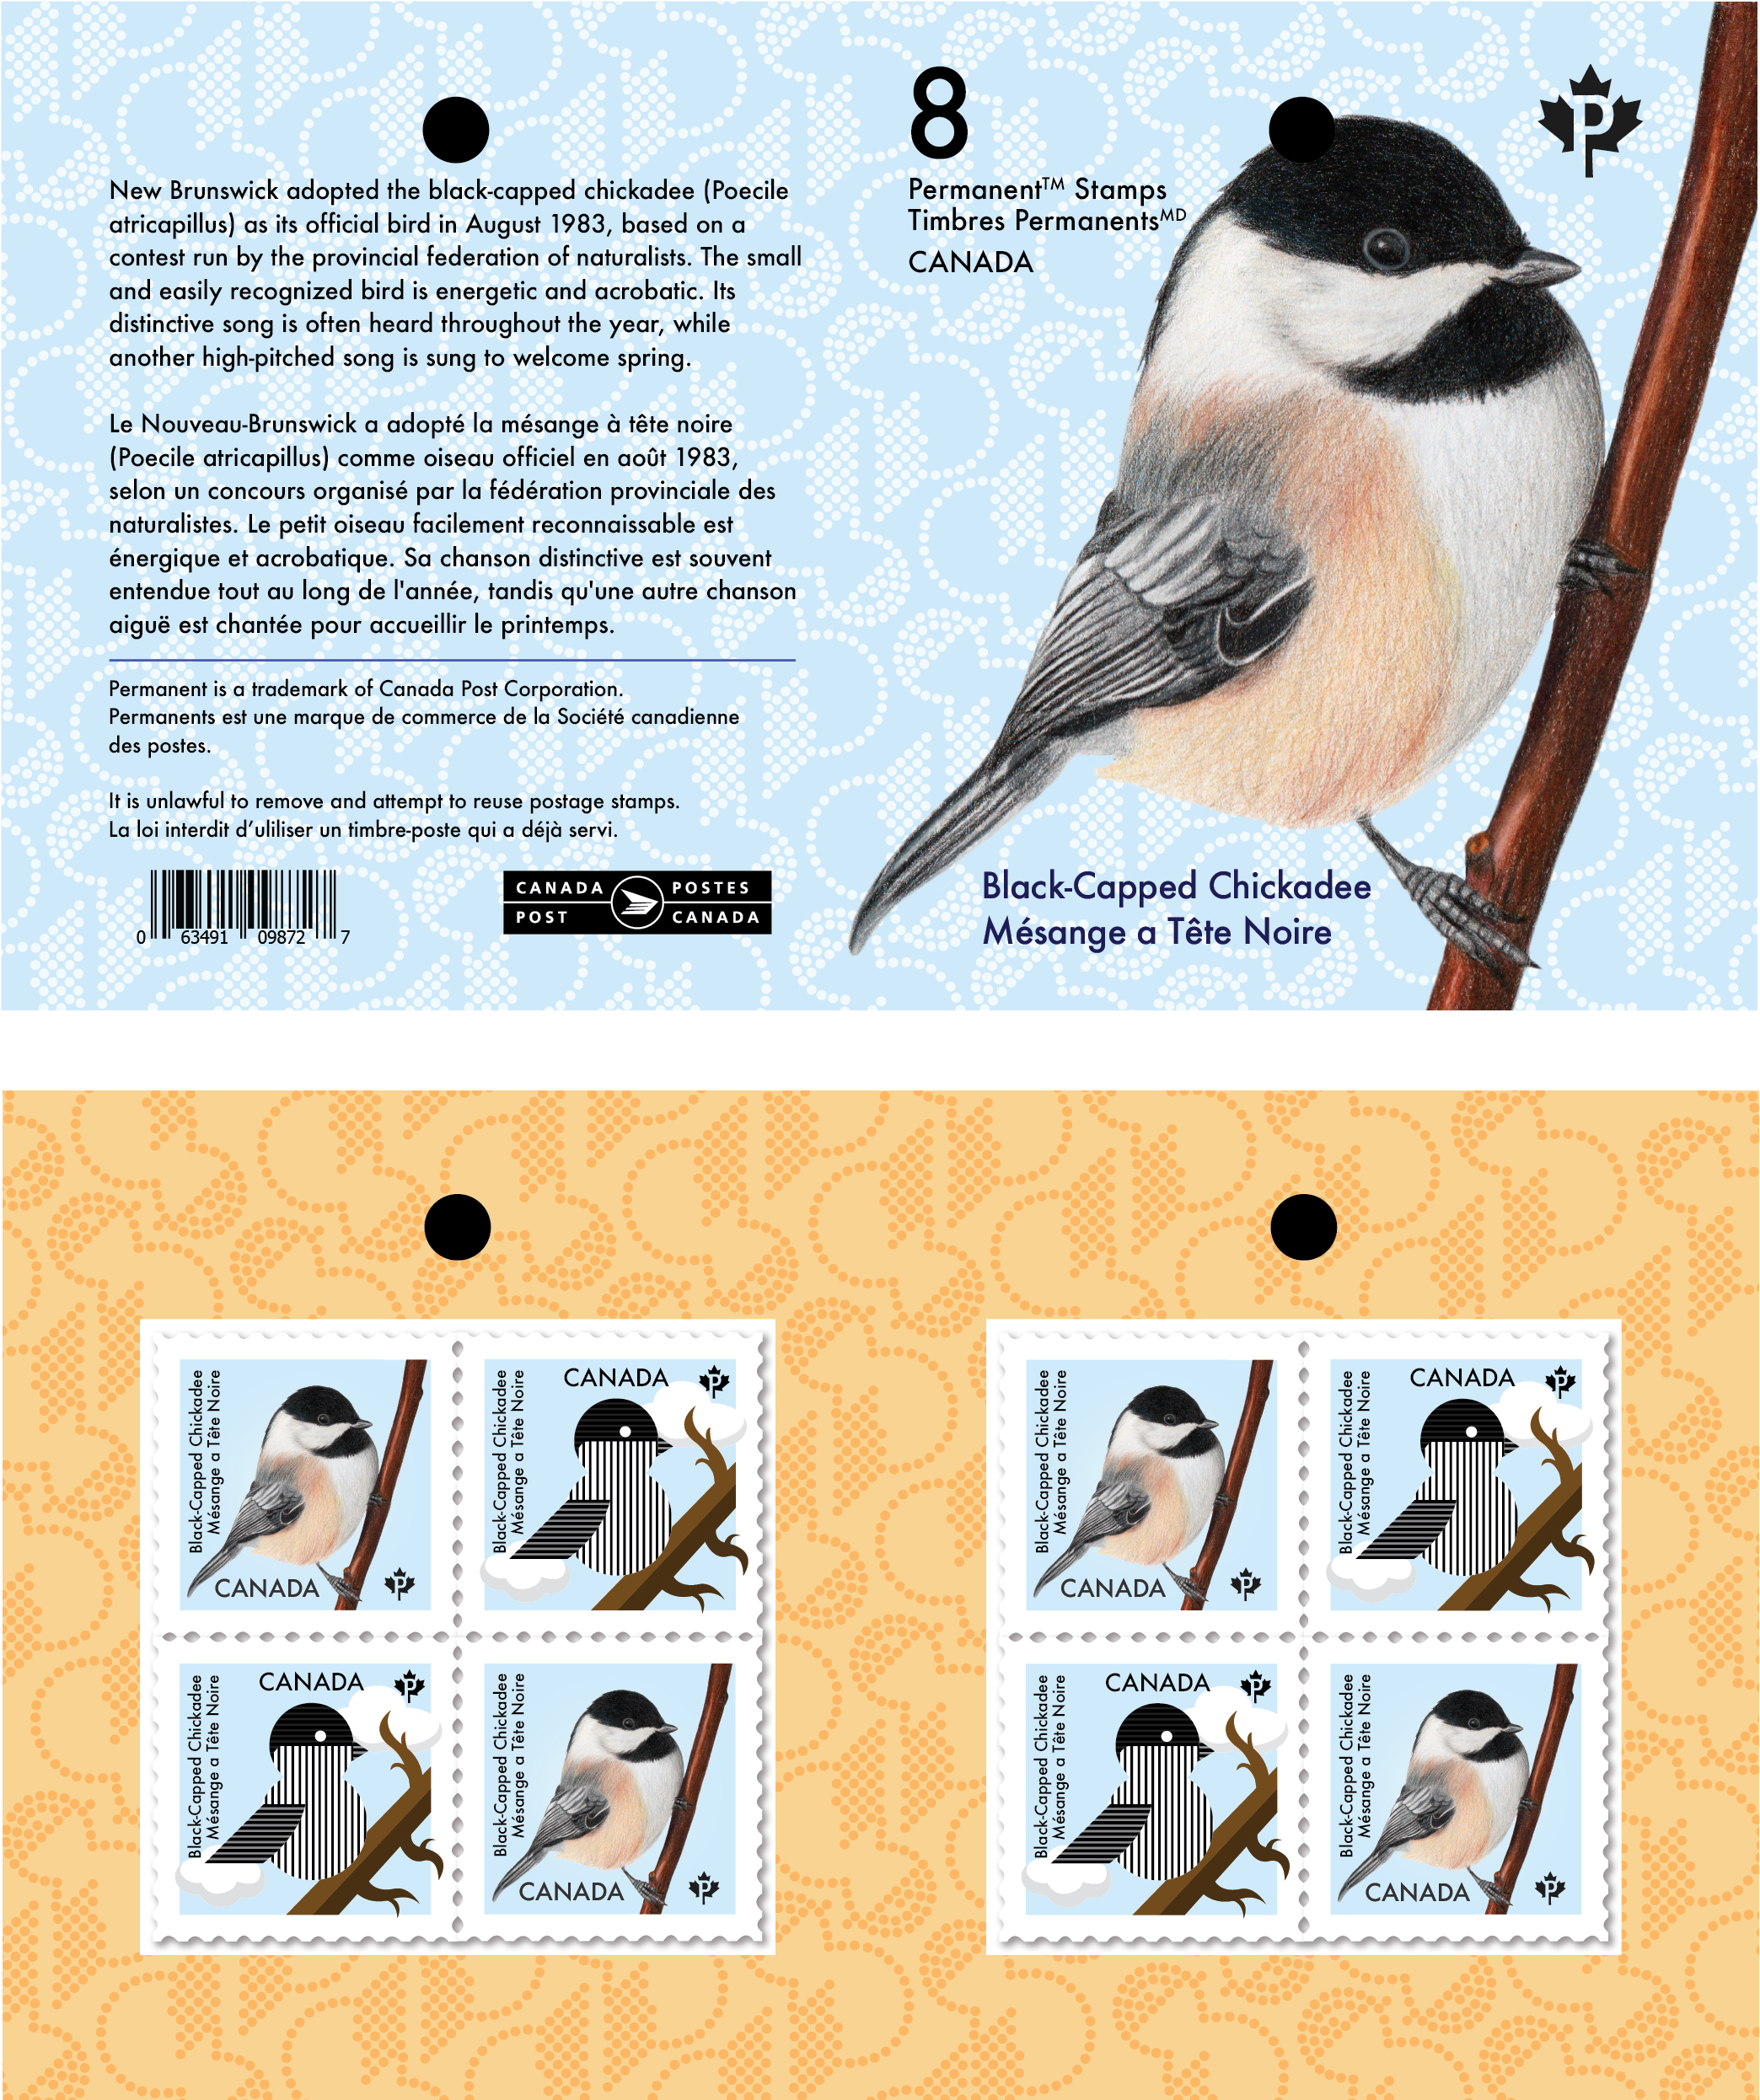 New Brunswick adopted the black-capped chickadee (Poecile
atricapillus) as its official bird in August 1983, based on a
contest run by the provincial federation of naturalists. The small
and easily recognized bird is energetic and acrobatic. Its
distinctive song is often heard throughout the year, while
another high-pitched song is sung to welcome spring.
Le Nouveau-Brunswick a adopté la mésange à tête noire
(Poecile atricapillus) comme oiseau officiel en août 1983,
selon un concours organisé par la fédération provinciale des
naturalistes. Le petit oiseau facilement reconnaissable est
énergique et acrobatique. Sa chanson distinctive est souvent
entendue tout au long de l'année, tandis qu'une autre chanson
aiguë est chantée pour accueillir le printemps.
Permanent is a trademark of Canada Post Corporation.
Permanents est une marque de commerce de la Société canadienne
des postes.
It is unlawful to remove and attempt to reuse postage stamps.
La loi interdit d’uliliser un timbre-poste qui a déjà servi.
0 63491 09872 7
CANADA POSTES
POST CANADA
8
Permanent™ Stamps
Timbres Permanentsᴹᴰ
CANADA
P
Black-Capped Chickadee
Mésange a Tête Noire
Black-Capped Chickadee
Mésange a Tête Noire
CANADA
P
Black-Capped Chickadee
Mésange a Tête Noire
CANADA
P
Black-Capped Chickadee
Mésange a Tête Noire
CANADA
P
Black-Capped Chickadee
Mésange a Tête Noire
CANADA
P
Black-Capped Chickadee
Mésange a Tête Noire
CANADA
P
Black-Capped Chickadee
Mésange a Tête Noire
CANADA
P
Black-Capped Chickadee
Mésange a Tête Noire
CANADA
P
Black-Capped Chickadee
Mésange a Tête Noire
CANADA
P